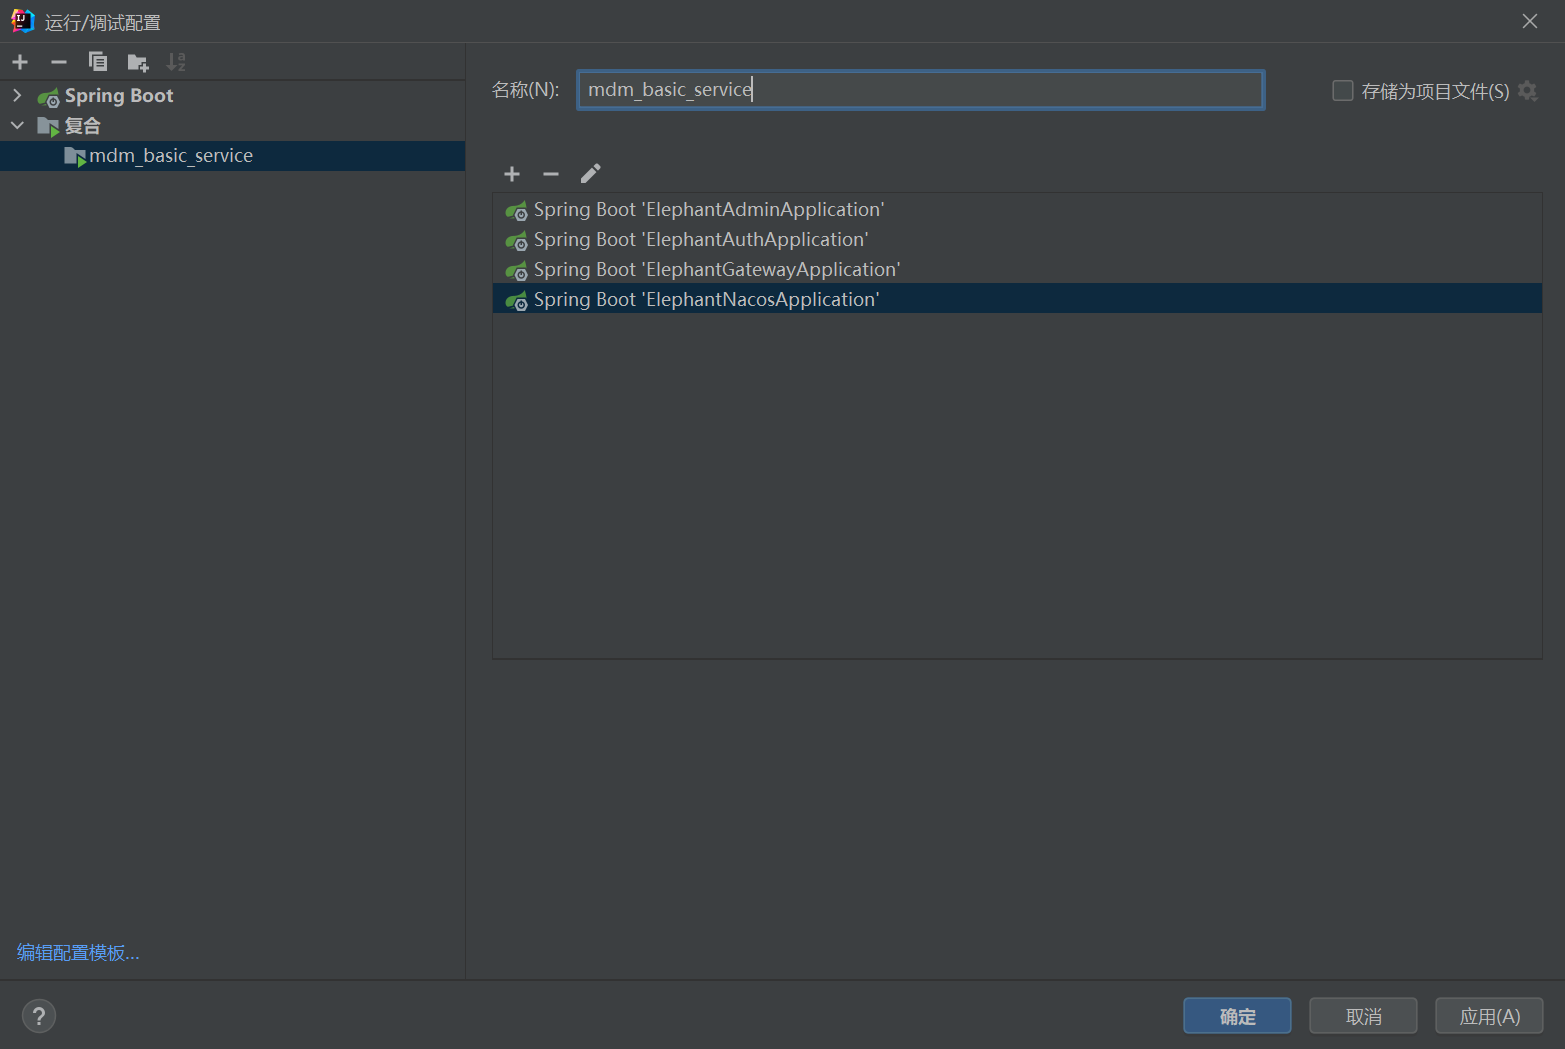 运行/调试配置
Spring Boot
复合
mdm_basic_service
编辑配置模板...
名称(N): mdm_basic_service
存储为项目文件(S)
Spring Boot 'ElephantAdminApplication'
Spring Boot 'ElephantAuthApplication'
Spring Boot 'ElephantGatewayApplication'
Spring Boot 'ElephantNacosApplication'
?
确定 取消 应用(A)